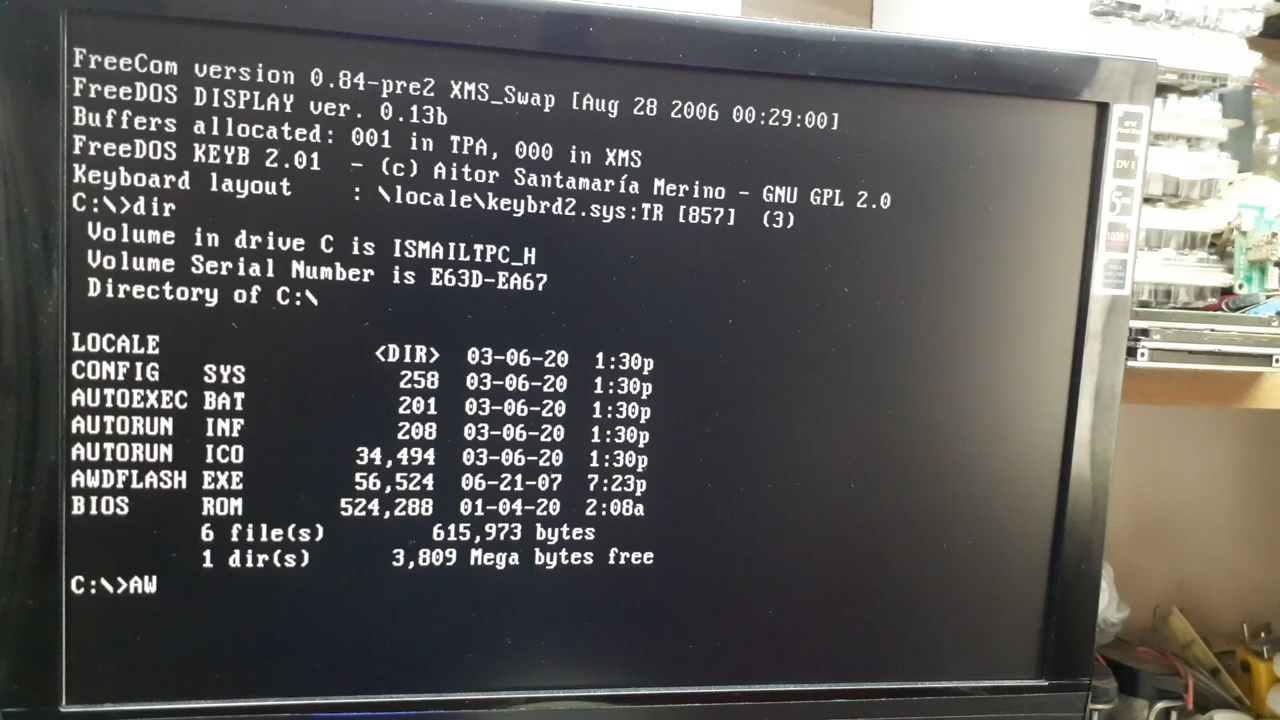 FreeCom version 0.84-pre2 XMS_Swap [Aug 28 2006 00:29:00]
FreeDOS DISPLAY ver. 0.13b
Buffers allocated: 001 in TPA, 000 in XMS
FreeDOS KEYB 2.01 - (c) Aitor Santamaría Merino - GNU GPL 2.0
Keyboard layout : \locale\keybrd2.sys:TR [857] (3)
C:\>dir
Volume in drive C is ISMAILTPC_H
Volume Serial Number is E63D-EA67
Directory of C:\
LOCALE <DIR> 03-06-20 1:30p
CONFIG SYS 258 03-06-20 1:30p
AUTOEXEC BAT 201 03-06-20 1:30p
AUTORUN INF 208 03-06-20 1:30p
AUTORUN ICO 34,494 03-06-20 1:30p
AWDFLASH EXE 56,524 06-21-07 7:23p
BIOS ROM 524,288 01-04-20 2:08a
6 file(s) 615,973 bytes
1 dir(s) 3,809 Mega bytes free
C:\>AW
DVI
5
1000:1